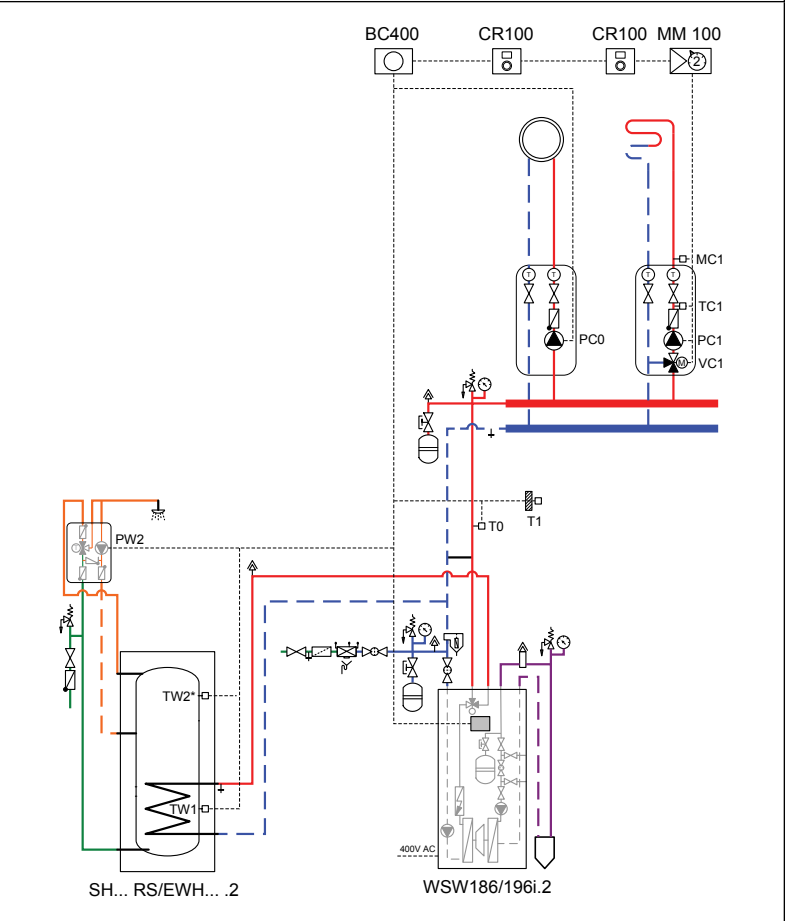 BC400 CR100 CR100 MM 100
2
T T T T
MC1
TC1
PC0 PC1
M VC1
T0 T1
PW2
TW2*
TW1
400V AC
SH... RS/EWH... .2 WSW186/196i.2